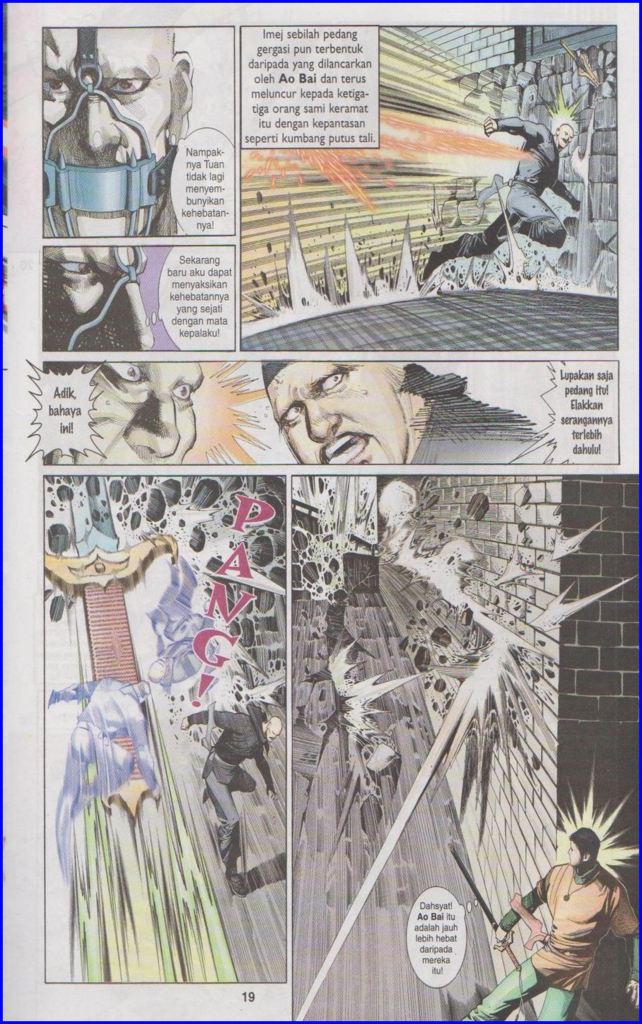 Nampak-
nya Tuan
tidak lagi
menyem-
bunyikan
kehebatan-
nya!
Imej sebilah pedang
gergasi pun terbentuk
daripada yang dilancarkan
oleh Ao Bai dan terus
meluncur kepada ketiga-
tiga orang sami keramat
itu dengan kepantasan
seperti kumbang putus tali.
Sekarang
baru aku dapat
menyaksikan
kehebatannya
yang sejati
dengan mata
kepalaku!
Adik,
bahaya
ini!
Lupakan saja
pedang itu!
Elakkan
serangannya
terlebih
dahulu!
PANG!
Dahsyat!
Ao Bai itu
adalah jauh
lebih hebat
daripada
mereka
itu!
19